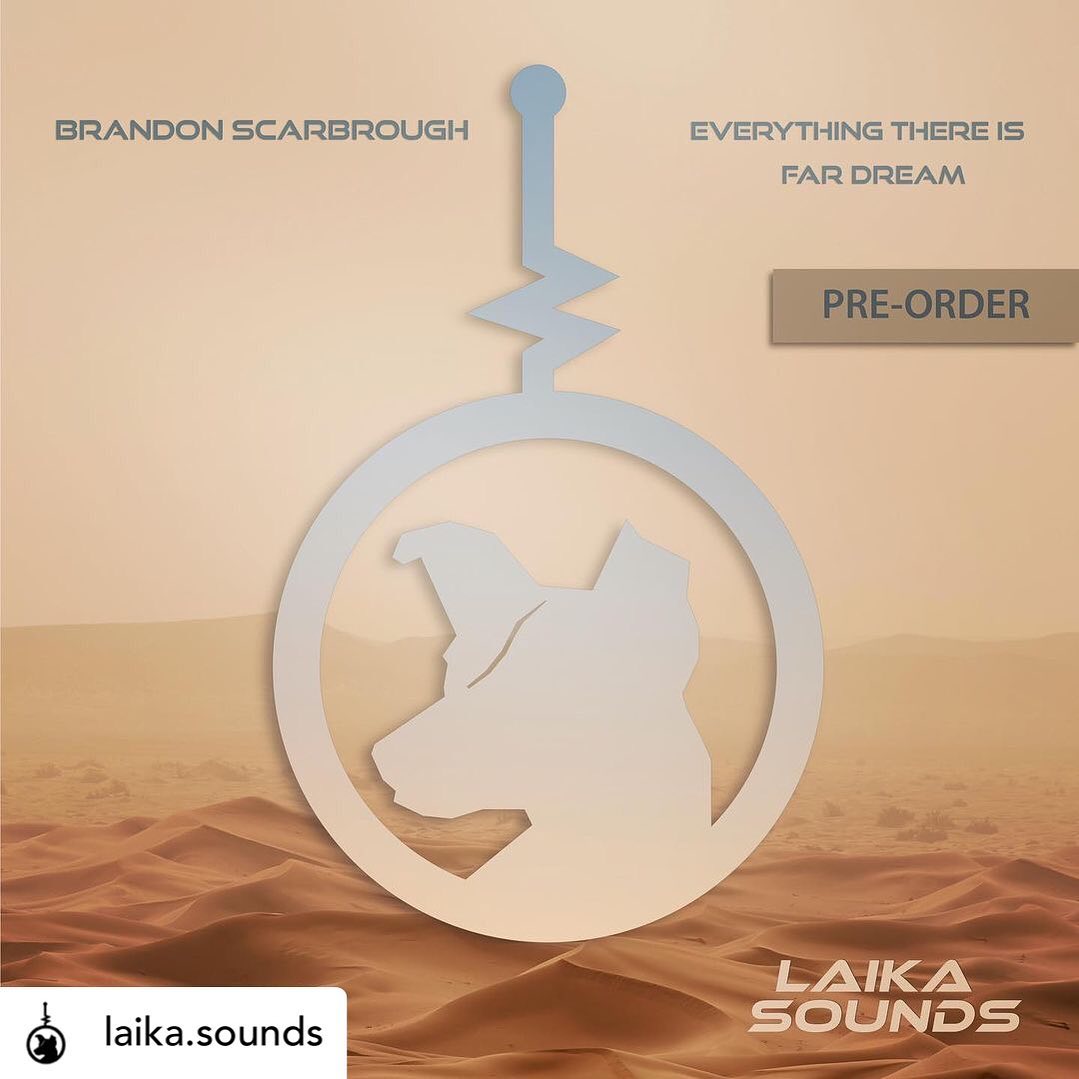 BRANDON SCARBROUGH
EVERYTHING THERE IS
FAR DREAM
PRE-ORDER
LAIKA
SOUNDS
laika.sounds